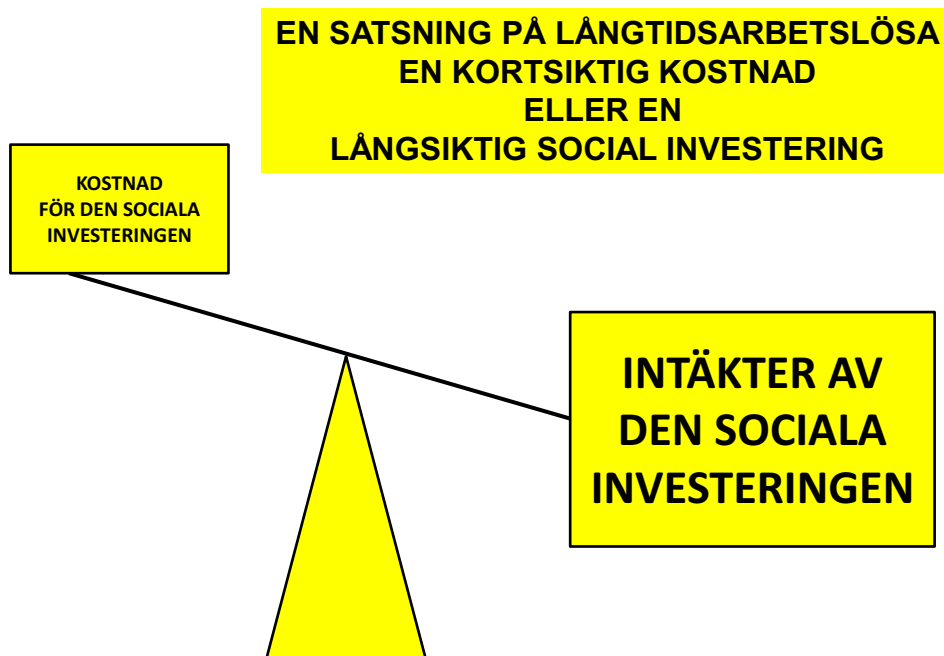 EN SATSNING PÅ LÅNGTIDSARBETSLÖSA
EN KORTSIKTIG KOSTNAD
ELLER EN
LÅNGSIKTIG SOCIAL INVESTERING
KOSTNAD
FÖR DEN SOCIALA
INVESTERINGEN
INTÄKTER AV
DEN SOCIALA
INVESTERINGEN